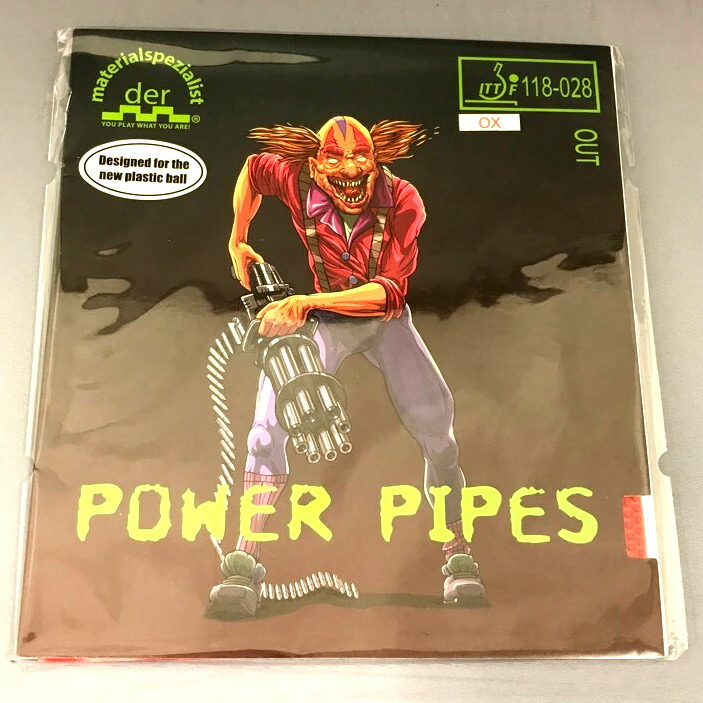 materialspezialist
der
YOU PLAY WHAT YOU ARE!®
Designed for the
new plastic ball
ITTF 118-028
OX
OUT
POWER PIPES